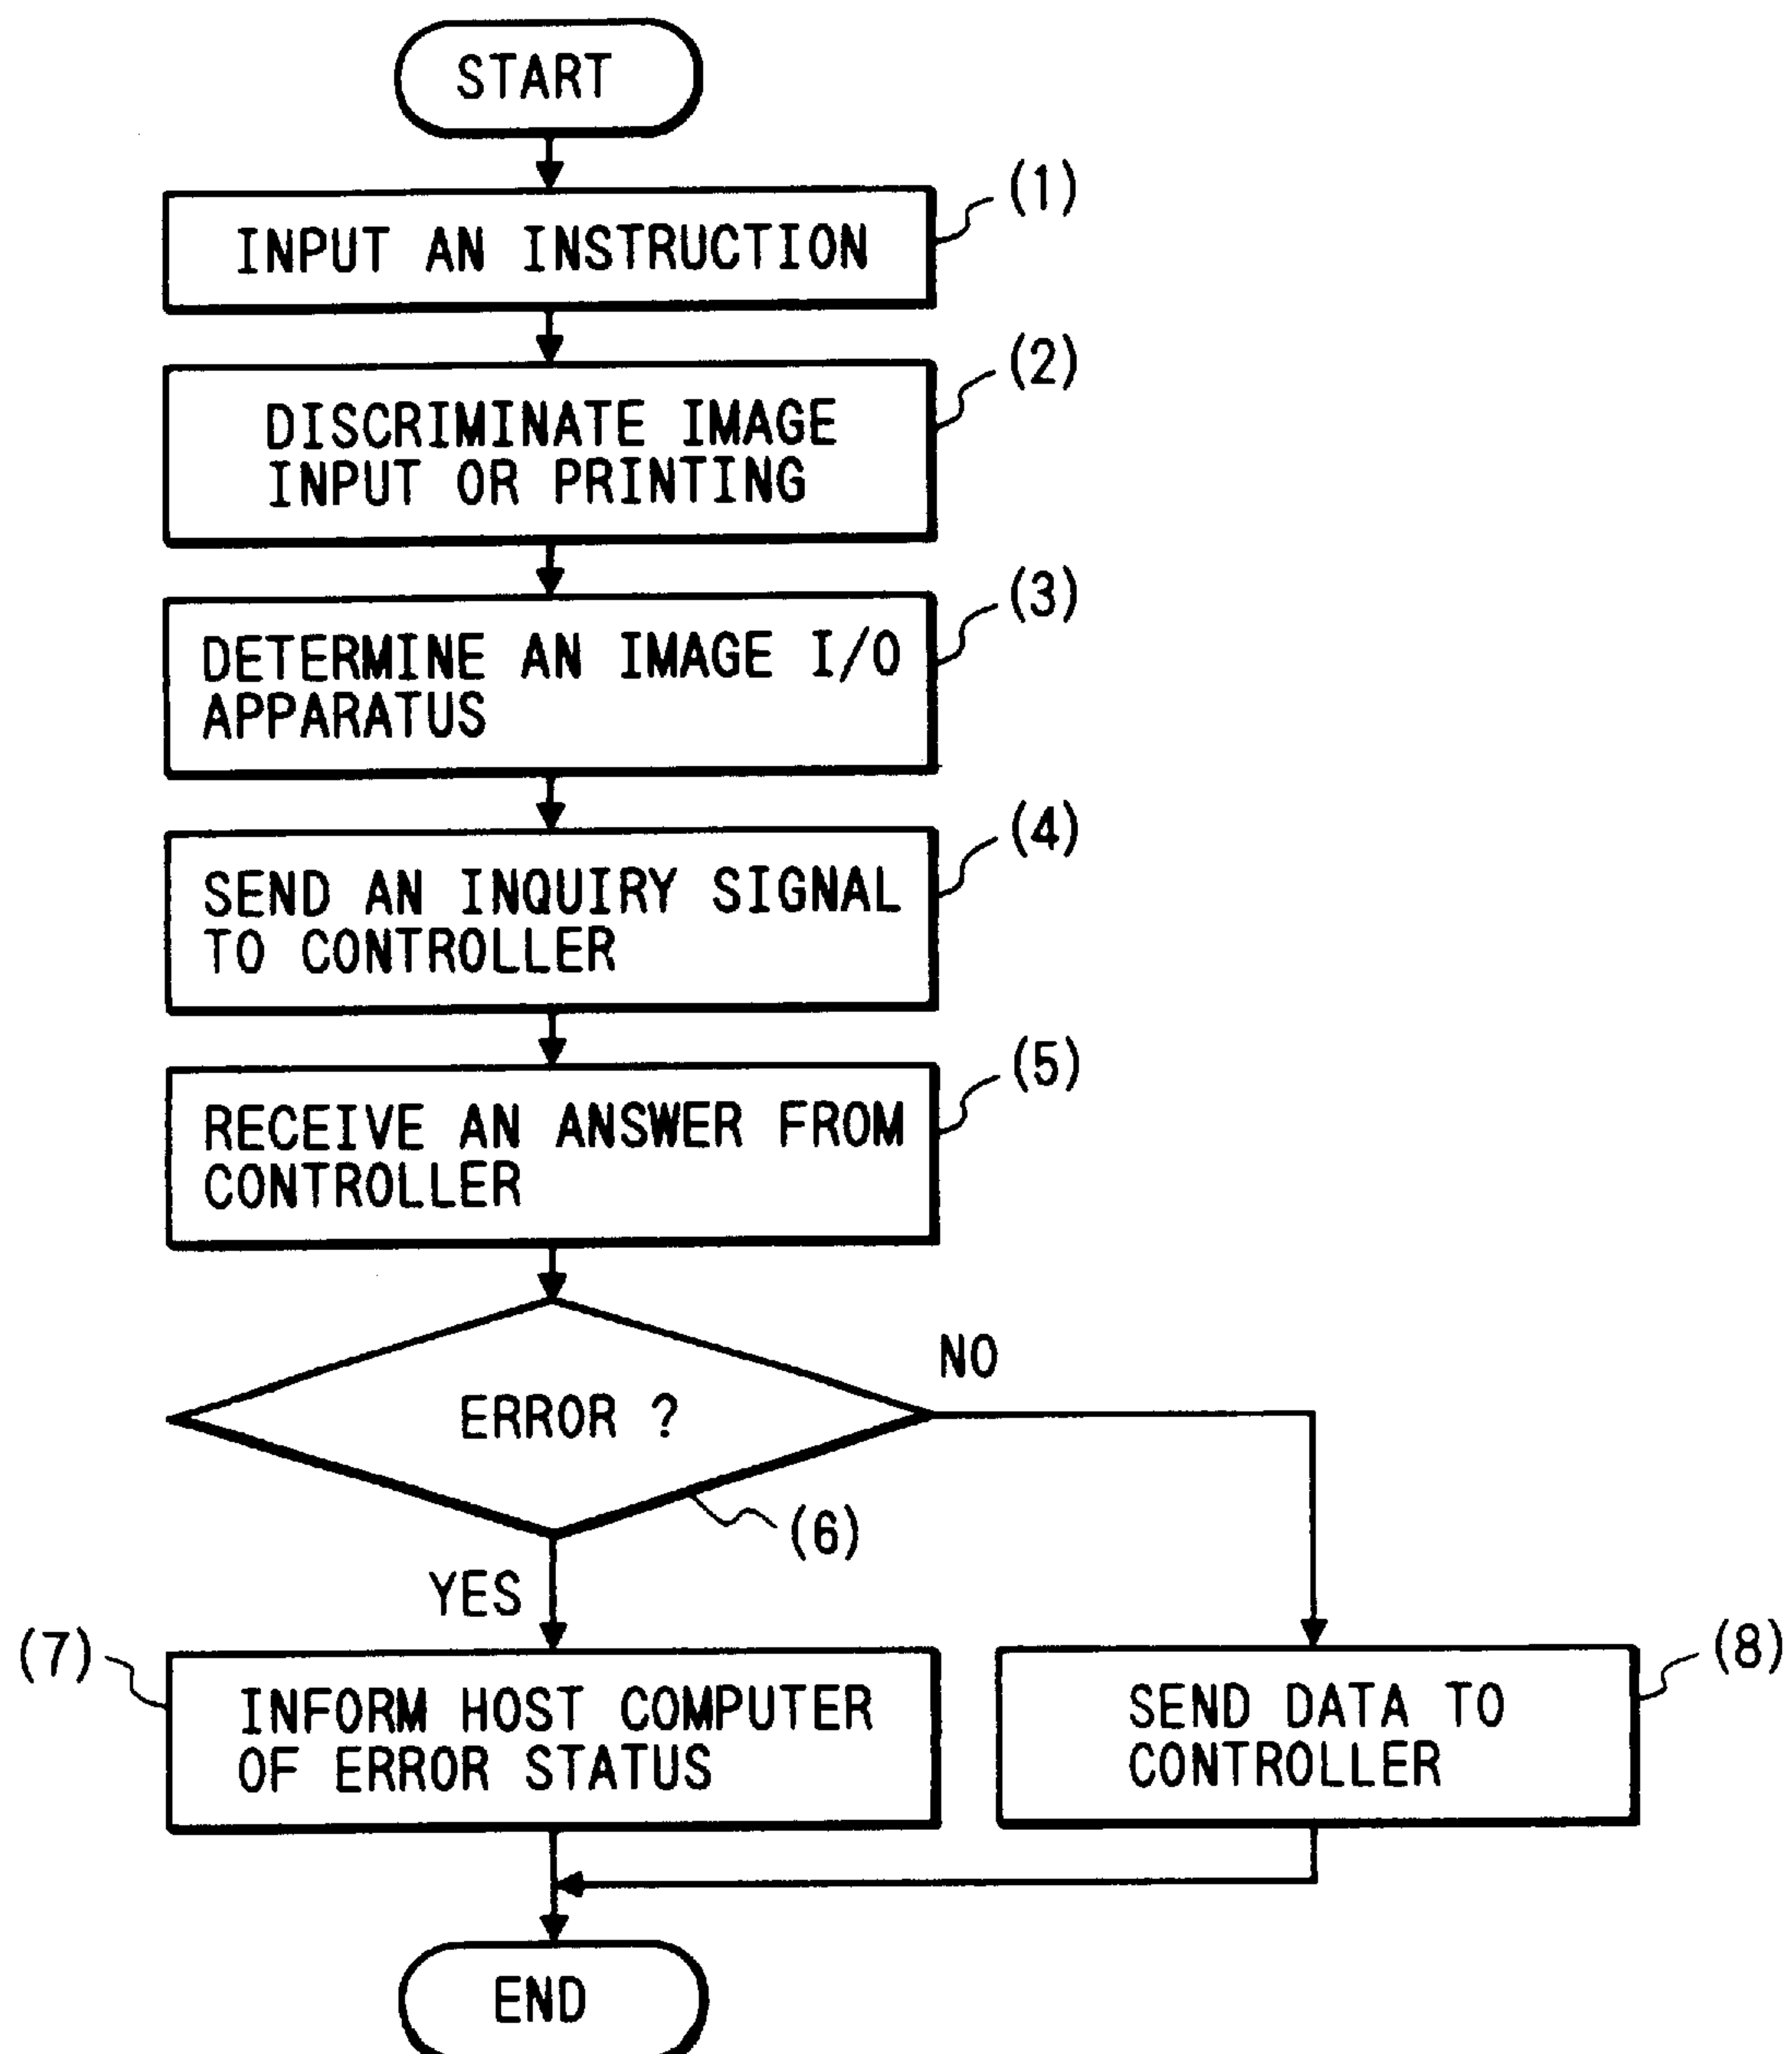 START
(1)
INPUT AN INSTRUCTION
(2)
DISCRIMINATE IMAGE
INPUT OR PRINTING
(3)
DETERMINE AN IMAGE I/O
APPARATUS
(4)
SEND AN INQUIRY SIGNAL
TO CONTROLLER
(5)
RECEIVE AN ANSWER FROM
CONTROLLER
NO
ERROR ?
(6)
YES
(7)
INFORM HOST COMPUTER
OF ERROR STATUS
(8)
SEND DATA TO
CONTROLLER
END